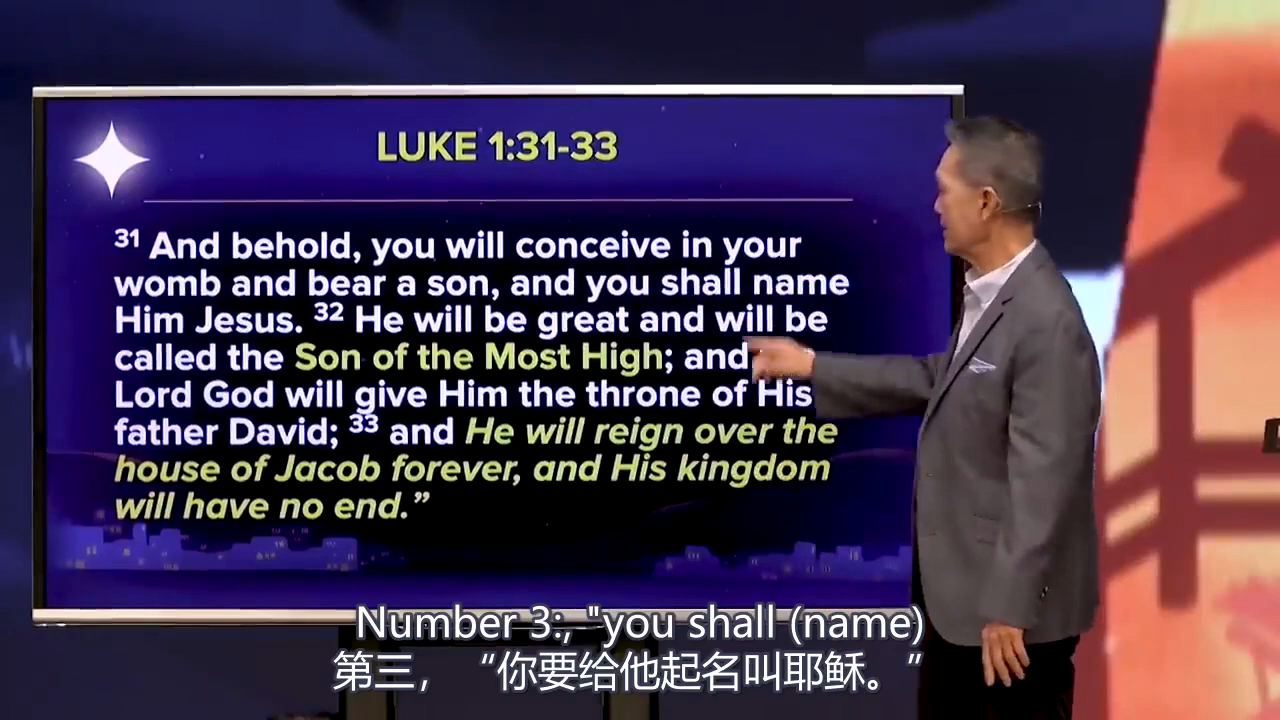 LUKE 1:31-33
31 And behold, you will conceive in your
womb and bear a son, and you shall name
Him Jesus. 32 He will be great and will be
called the Son of the Most High; and
Lord God will give Him the throne of His
father David; 33 and He will reign over the
house of Jacob forever, and His kingdom
will have no end.”
Number 3:, "you shall (name)
第三，“你要给他起名叫耶稣。”